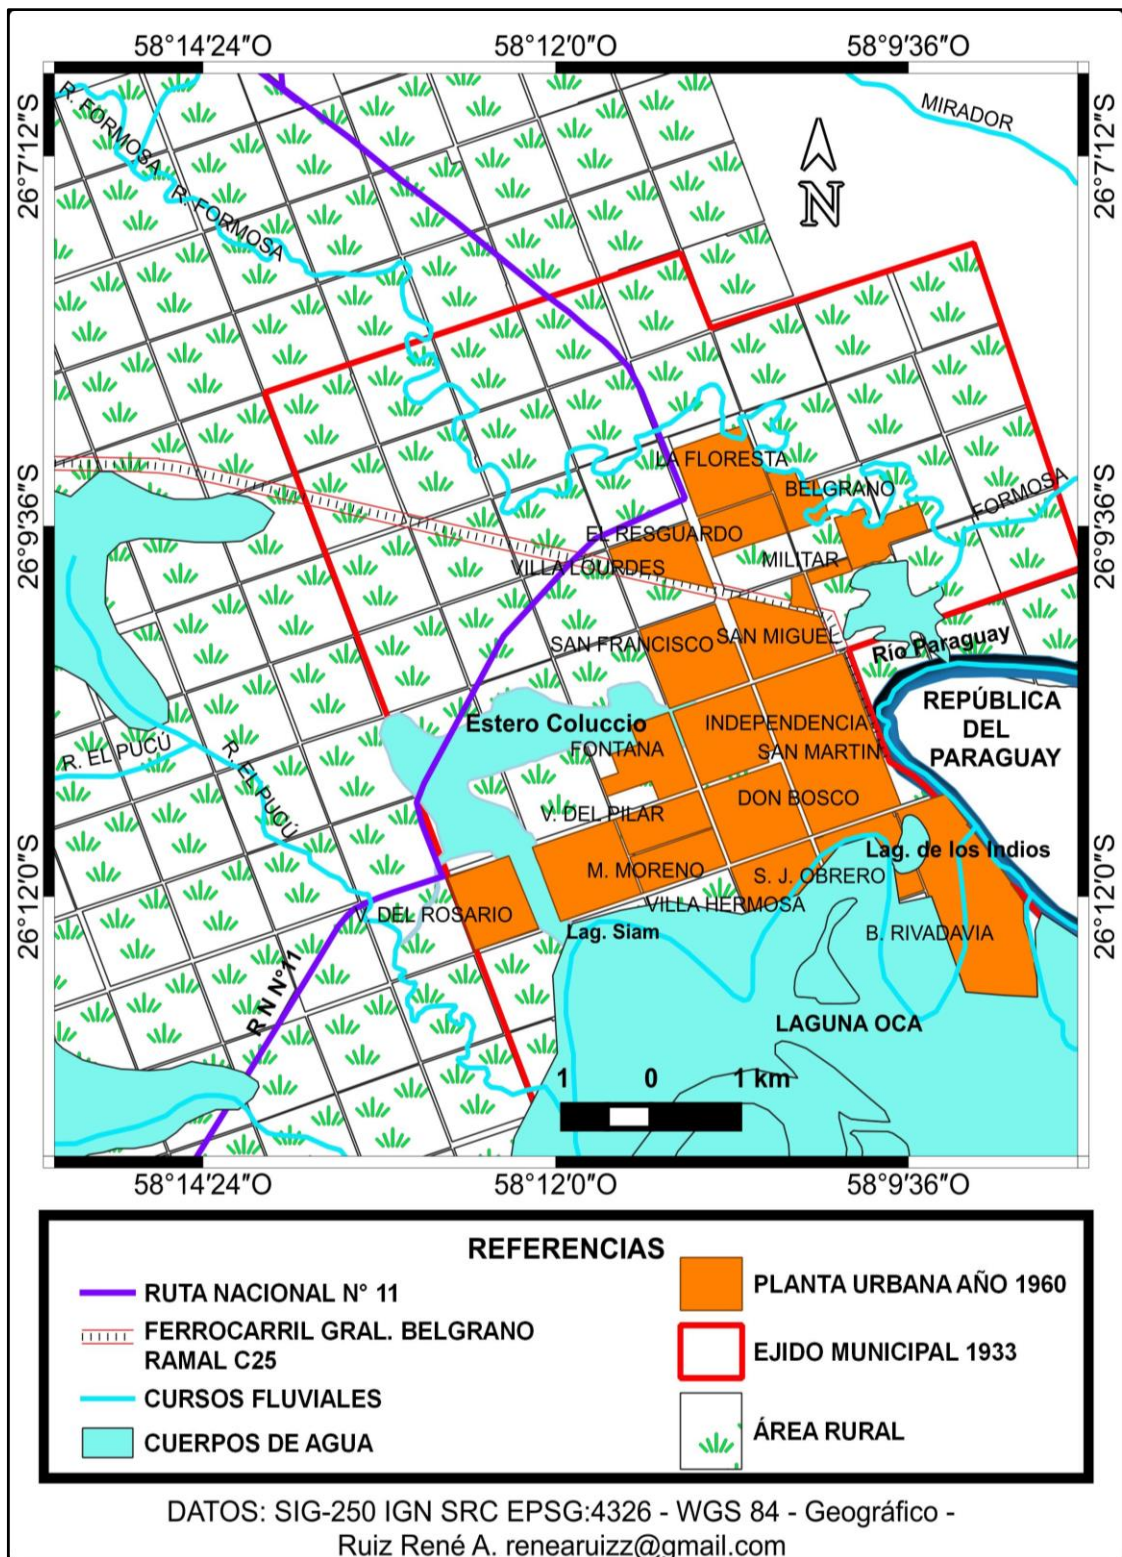 58°14'24"O
58°12'0"O
58°9'36"O
26°7'12"S
26°7'12"S
R. FORMOSA
MIRADOR
R. FORMOSA
N
LA FLORESTA
BELGRANO
FORMOSA
26°9'36"S
26°9'36"S
EL RESGUARDO
MILITAR
VILLA LOURDES
SAN FRANCISCO
SAN MIGUEL
Río Paraguay
REPÚBLICA
DEL
PARAGUAY
Estero Coluccio
INDEPENDENCIA
FONTANA
SAN MARTIN
R. EL PUCÚ
R. EL PUCÚ
DON BOSCO
V. DEL PILAR
Lag. de los Indios
M. MORENO
S. J. OBRERO
26°12'0"S
26°12'0"S
VILLA HERMOSA
V. DEL ROSARIO
Lag. Siam
B. RIVADAVIA
R N N°11
LAGUNA OCA
1 0 1 km
58°14'24"O
58°12'0"O
58°9'36"O
REFERENCIAS
RUTA NACIONAL N° 11
FERROCARRIL GRAL. BELGRANO
RAMAL C25
CURSOS FLUVIALES
CUERPOS DE AGUA
PLANTA URBANA AÑO 1960
EJIDO MUNICIPAL 1933
ÁREA RURAL
DATOS: SIG-250 IGN SRC EPSG:4326 - WGS 84 - Geográfico -
Ruiz René A. renearuizz@gmail.com